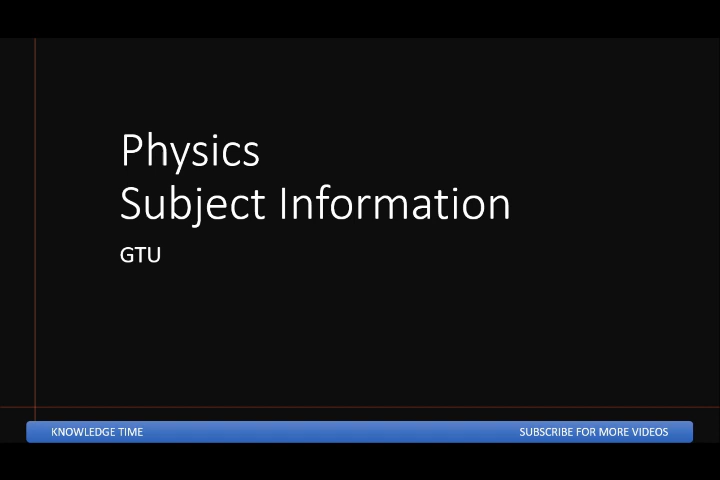 Physics
Subject Information
GTU
KNOWLEDGE TIME
SUBSCRIBE FOR MORE VIDEOS